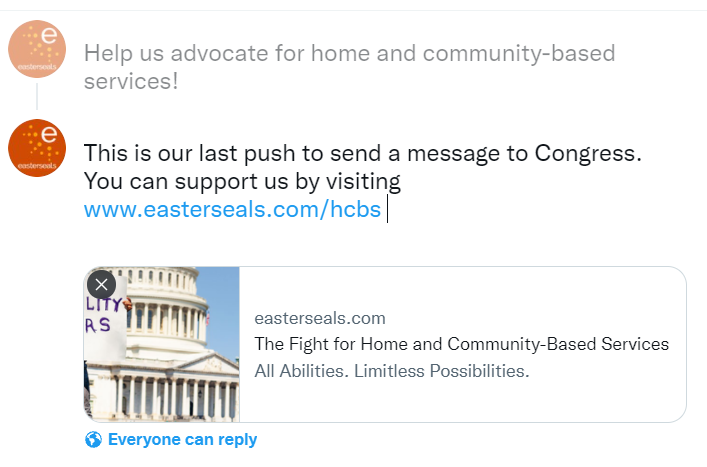 e
easterseals
Help us advocate for home and community-based
services!
e
easterseals
This is our last push to send a message to Congress.
You can support us by visiting
www.easterseals.com/hcbs
LITY
RS
easterseals.com
The Fight for Home and Community-Based Services
All Abilities. Limitless Possibilities.
Everyone can reply